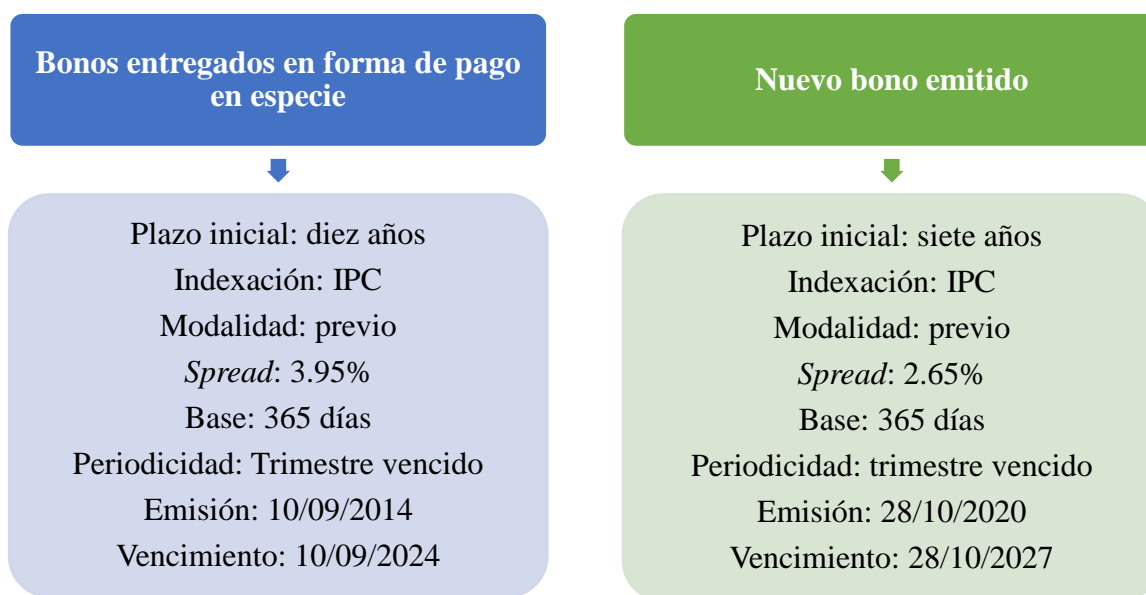 Bonos entregados en forma de pago
en especie
Plazo inicial: diez años
Indexación: IPC
Modalidad: previo
Spread: 3.95%
Base: 365 días
Periodicidad: Trimestre vencido
Emisión: 10/09/2014
Vencimiento: 10/09/2024
Nuevo bono emitido
Plazo inicial: siete años
Indexación: IPC
Modalidad: previo
Spread: 2.65%
Base: 365 días
Periodicidad: trimestre vencido
Emisión: 28/10/2020
Vencimiento: 28/10/2027